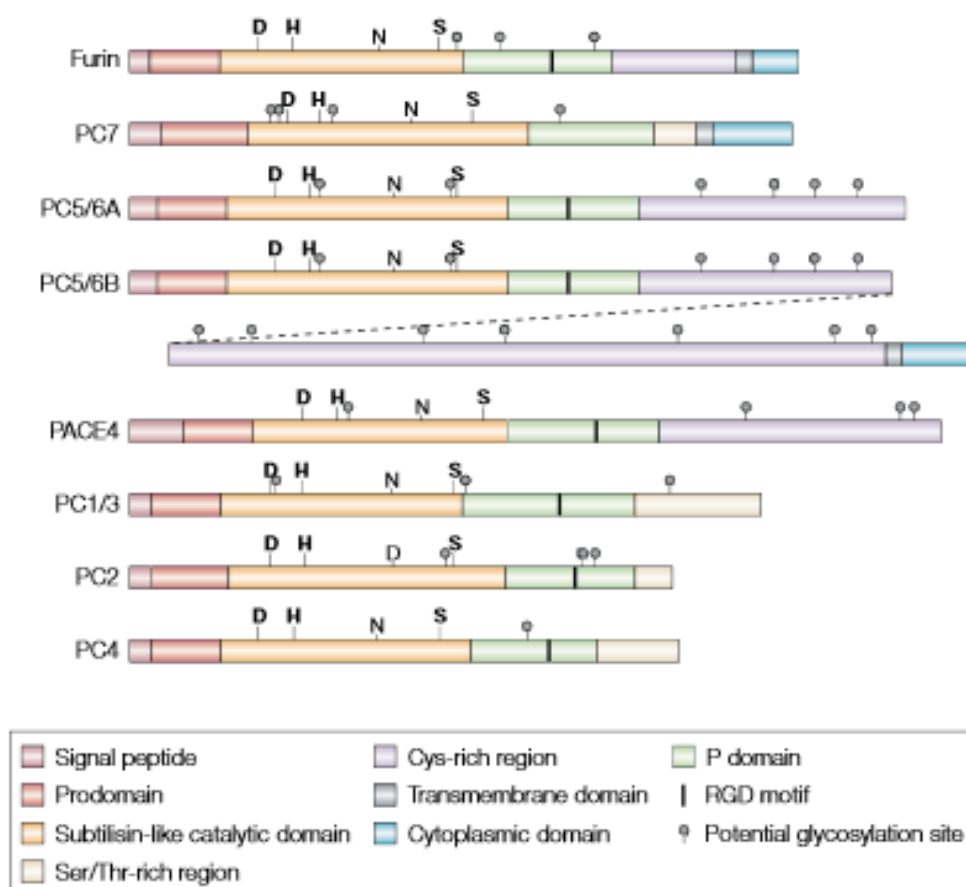 D H N S
Furin
D H N S
PC7
D H N S
PC5/6A
D H N S
PC5/6B
D H N S
PACE4
D H N S
PC1/3
D H D S
PC2
D H N S
PC4
Signal peptide Cys-rich region P domain
Prodomain Transmembrane domain RGD motif
Subtilisin-like catalytic domain Cytoplasmic domain Potential glycosylation site
Ser/Thr-rich region